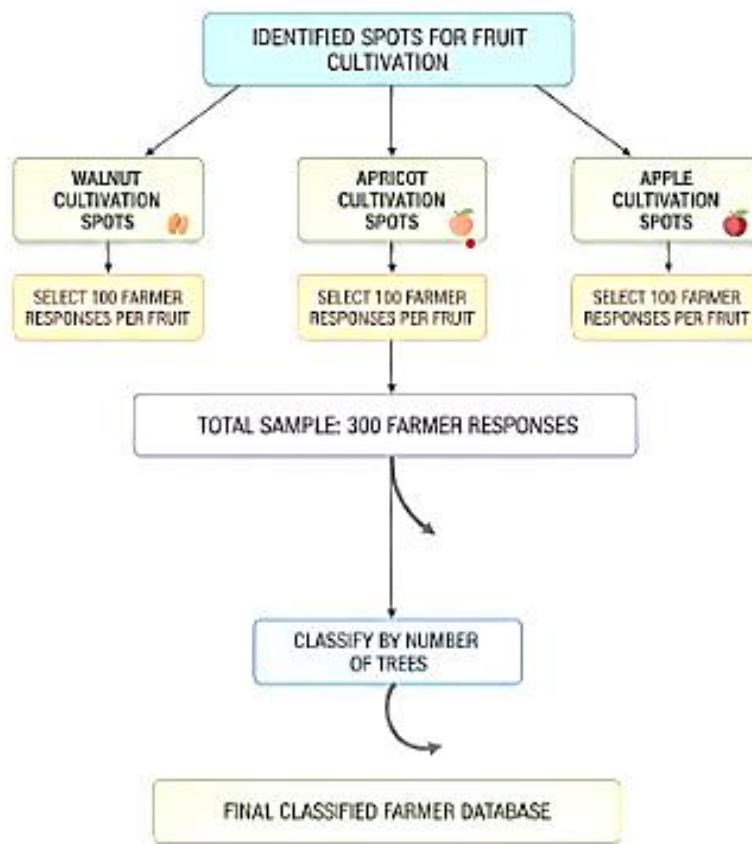 IDENTIFIED SPOTS FOR FRUIT
CULTIVATION
WALNUT
CULTIVATION
SPOTS
APRICOT
CULTIVATION
SPOTS
APPLE
CULTIVATION
SPOTS
SELECT 100 FARMER
RESPONSES PER FRUIT
SELECT 100 FARMER
RESPONSES PER FRUIT
SELECT 100 FARMER
RESPONSES PER FRUIT
TOTAL SAMPLE: 300 FARMER RESPONSES
CLASSIFY BY NUMBER
OF TREES
FINAL CLASSIFIED FARMER DATABASE